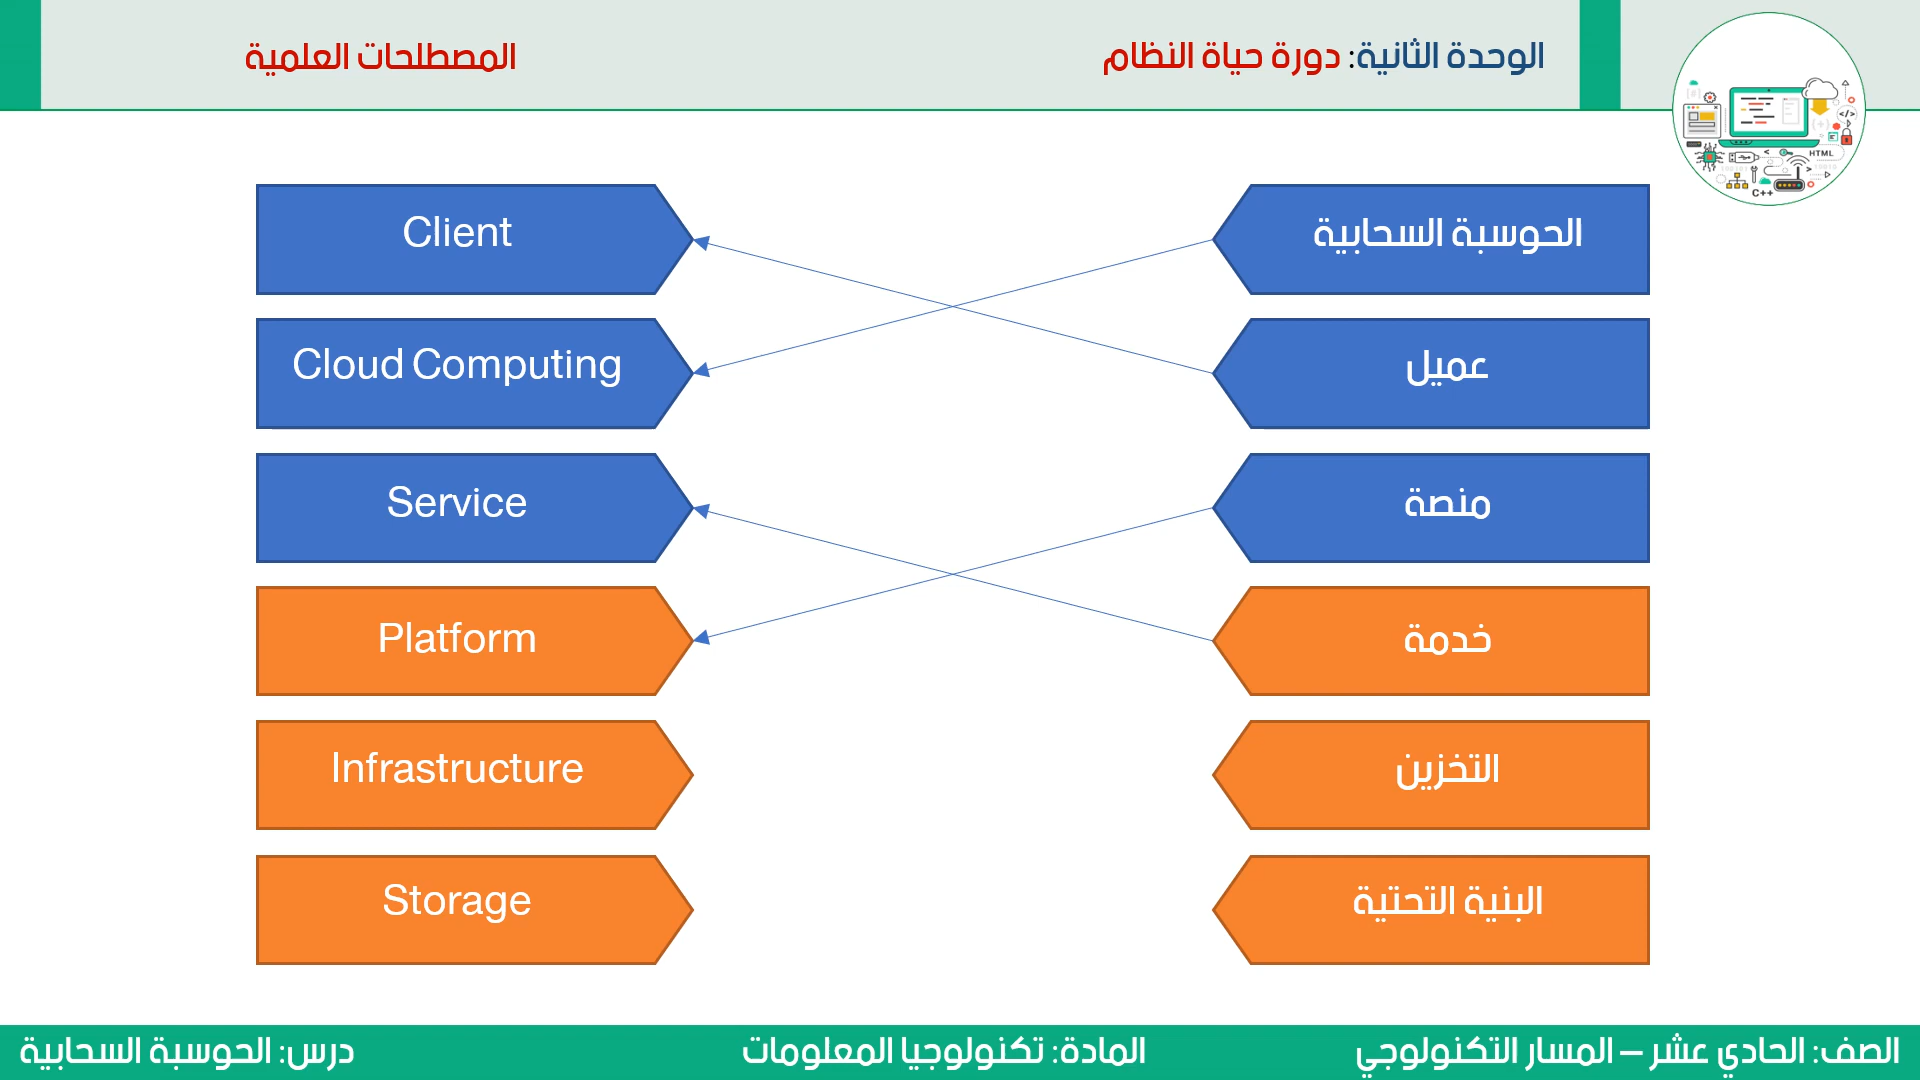 الوحدة الثانية: دورة حياة النظام
المصطلحات العلمية
</>
HTML
C++
الحوسبة السحابية
Client
عميل
Cloud Computing
منصة
Service
خدمة
Platform
التخزين
Infrastructure
البنية التحتية
Storage
الصف: الحادي عشر – المسار التكنولوجي
المادة: تكنولوجيا المعلومات
درس: الحوسبة السحابية